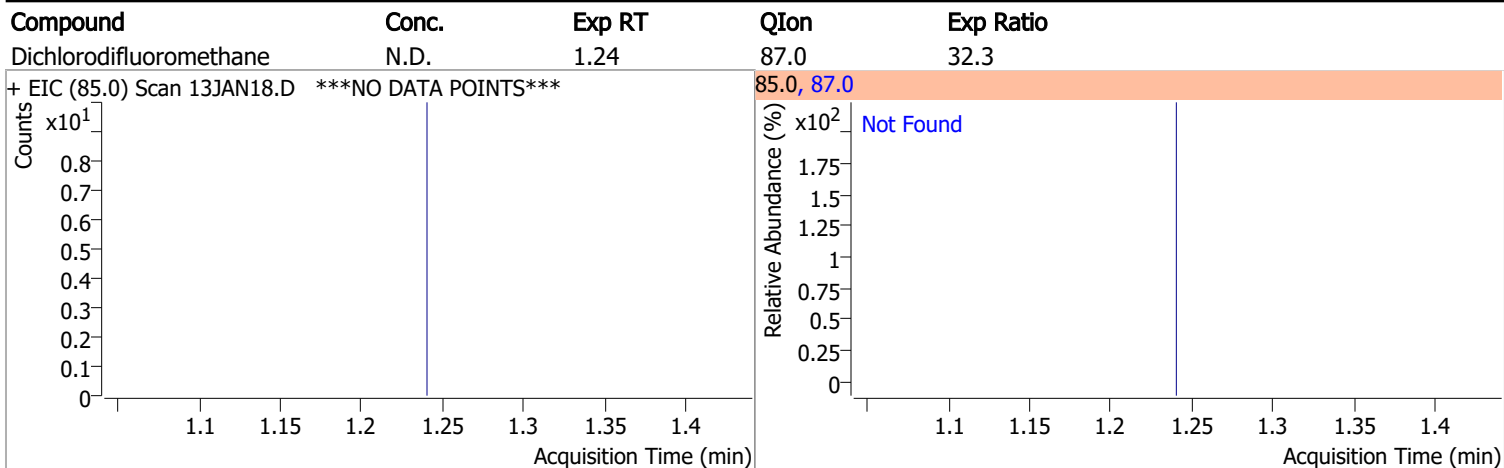 Compound Conc. Exp RT QIon Exp Ratio
Dichlorodifluoromethane N.D. 1.24 87.0 32.3
+ EIC (85.0) Scan 13JAN18.D ***NO DATA POINTS***
Counts
x10¹
0.8
0.7
0.6
0.5
0.4
0.3
0.2
0.1
0
1.1 1.15 1.2 1.25 1.3 1.35 1.4
Acquisition Time (min)
85.0, 87.0
Relative Abundance (%)
x10²
Not Found
1.75
1.5
1.25
1
0.75
0.5
0.25
0
1.1 1.15 1.2 1.25 1.3 1.35 1.4
Acquisition Time (min)